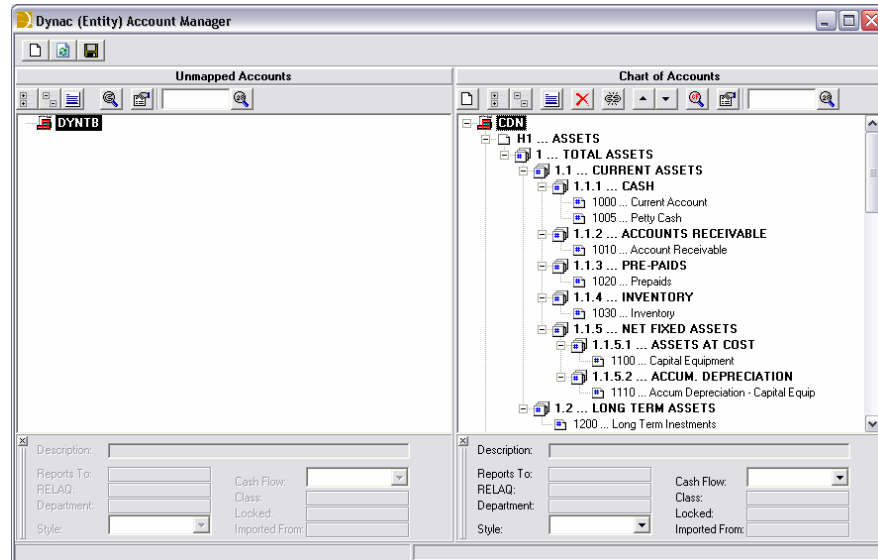 Dynac (Entity) Account Manager
Unmapped Accounts
Chart of Accounts
DYNTB
CDN
H1 ... ASSETS
1 ... TOTAL ASSETS
1.1 ... CURRENT ASSETS
1.1.1 ... CASH
1000 ... Current Account
1005 ... Petty Cash
1.1.2 ... ACCOUNTS RECEIVABLE
1010 ... Account Receivable
1.1.3 ... PRE-PAIDS
1020 ... Prepaids
1.1.4 ... INVENTORY
1030 ... Inventory
1.1.5 ... NET FIXED ASSETS
1.1.5.1 ... ASSETS AT COST
1100 ... Capital Equipment
1.1.5.2 ... ACCUM. DEPRECIATION
1110 ... Accum Depreciation - Capital Equip
1.2 ... LONG TERM ASSETS
1200 ... Long Term Inestments
Description:
Reports To:
RELAQ:
Department:
Style:
Cash Flow:
Class:
Locked:
Imported From:
Description:
Reports To:
RELAQ:
Department:
Style:
Cash Flow:
Class:
Locked:
Imported From: